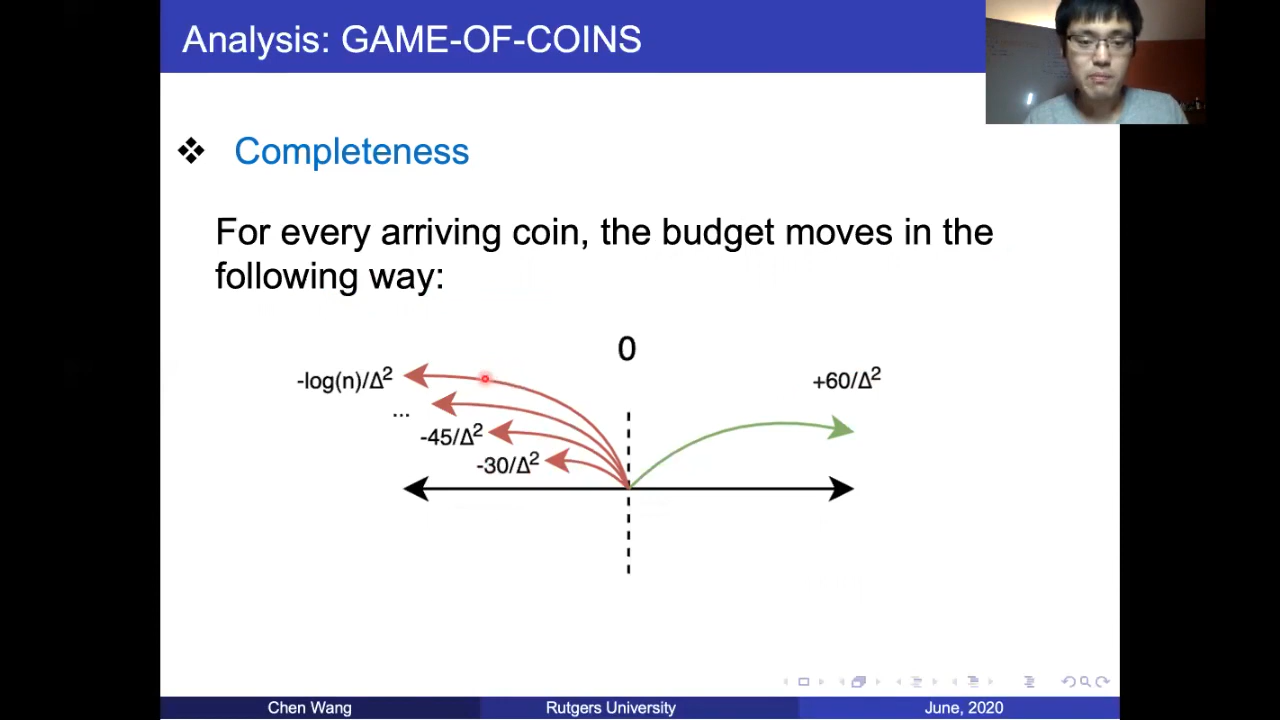 Analysis: GAME-OF-COINS
❖ Completeness
For every arriving coin, the budget moves in the
following way:
0
-log(n)/Δ²
+60/Δ²
...
-45/Δ²
-30/Δ²
Chen Wang Rutgers University June, 2020